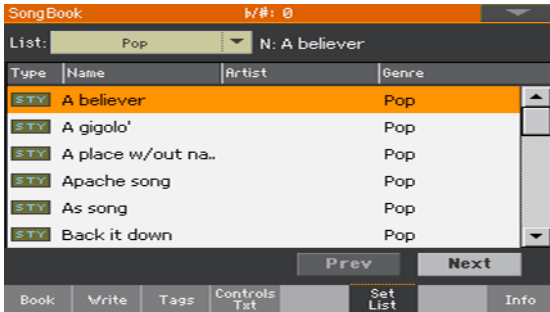 SongBook ♭/#: 0
List: Pop N: A believer
Type Name Artist Genre
STY A believer Pop
STY A gigolo' Pop
STY A place w/out na.. Pop
STY Apache song Pop
STY As song Pop
STY Back it down Pop
Prev Next
Book Write Tags Controls Txt Set List Info